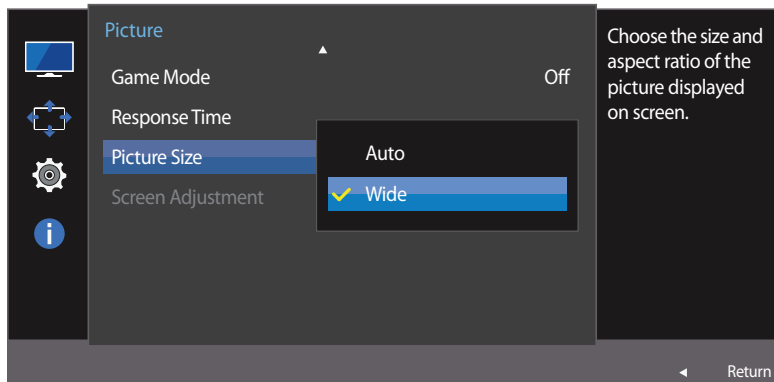 Picture
Game Mode Off
Response Time
Picture Size
Auto
Wide
Screen Adjustment
Choose the size and
aspect ratio of the
picture displayed
on screen.
Return